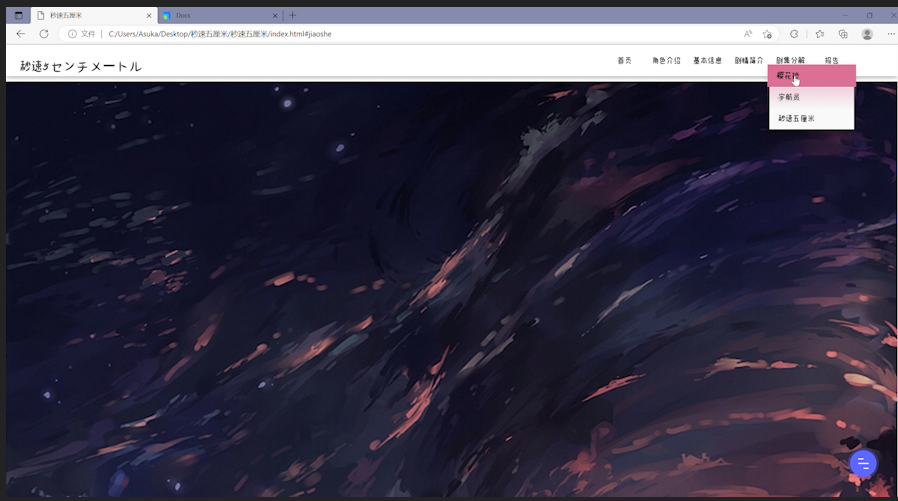 秒速五厘米
Docs
文件 C:/Users/Asuka/Desktop/秒速五厘米/秒速五厘米/index.html#jiaoshe
秒速5センチメートル
首页 角色介绍 基本信息 剧情简介 剧集分解 报告
樱花抄
宇航员
秒速五厘米